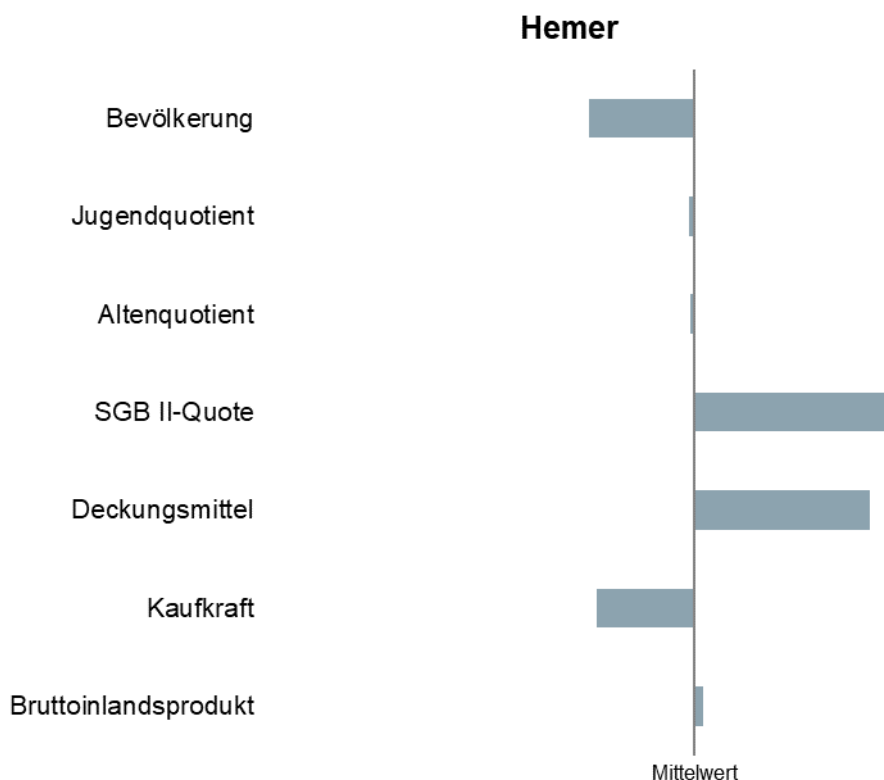 Hemer
Bevölkerung
Jugendquotient
Altenquotient
SGB II-Quote
Deckungsmittel
Kaufkraft
Bruttoinlandsprodukt
Mittelwert